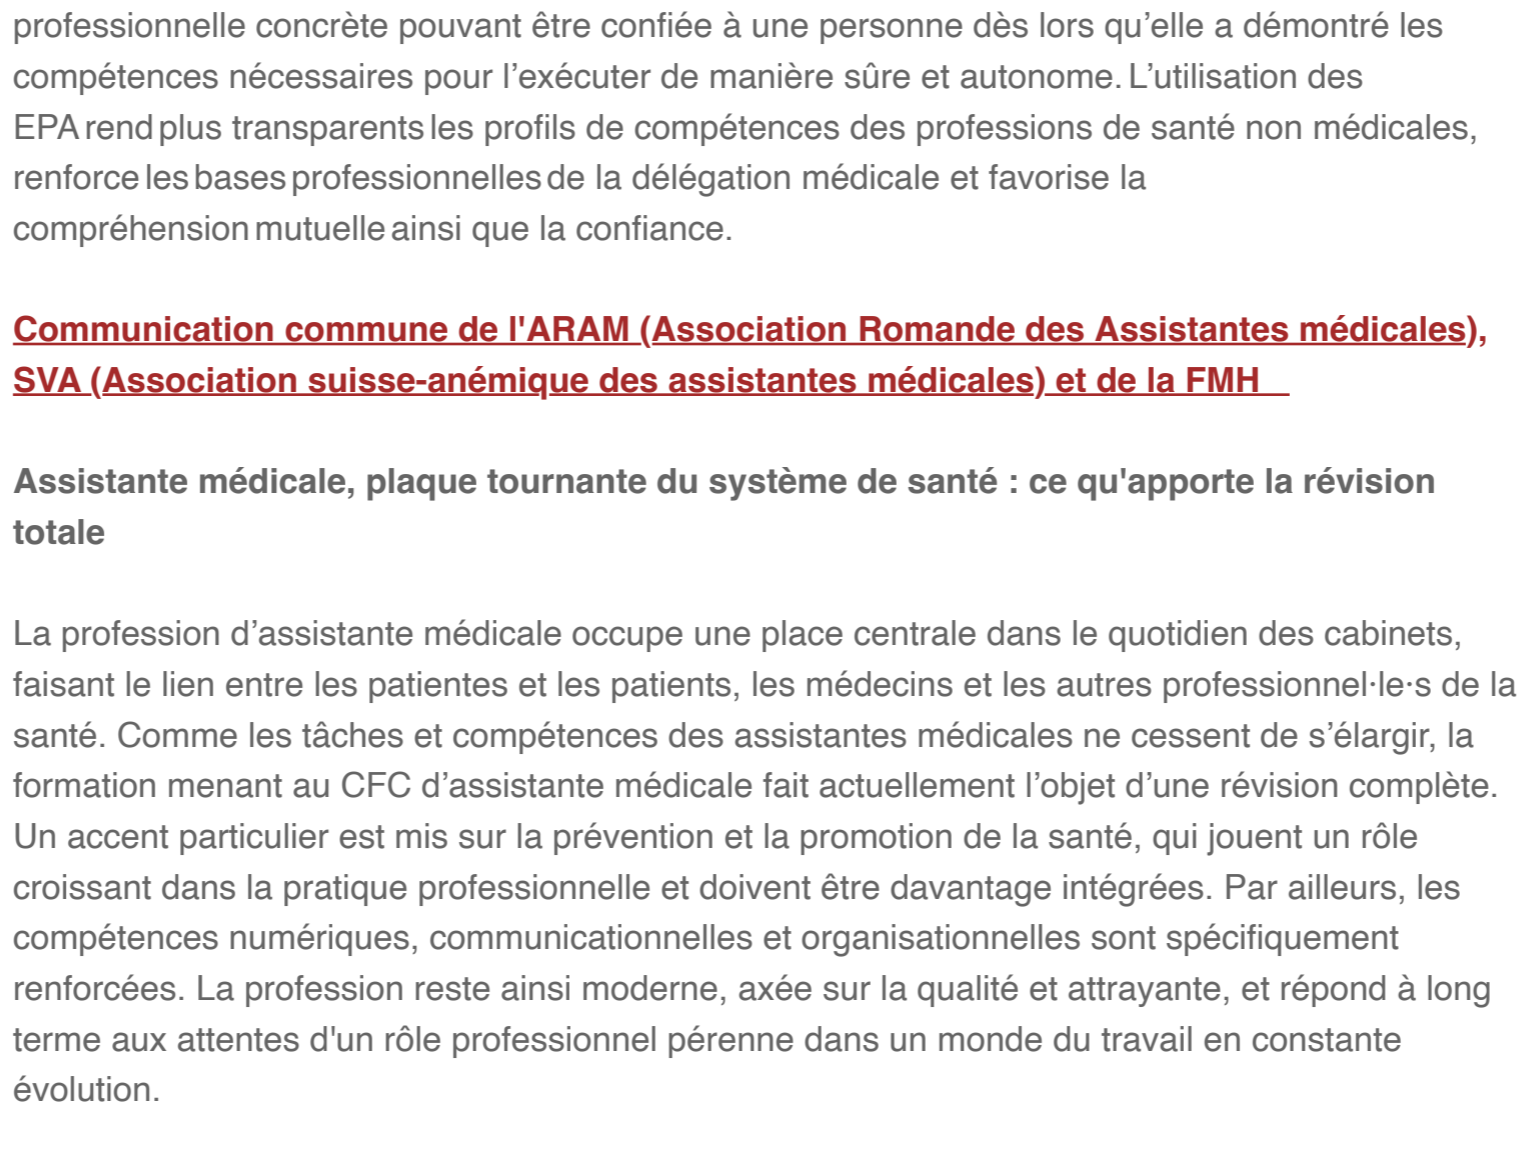 professionnelle concrète pouvant être confiée à une personne dès lors qu’elle a démontré les
compétences nécessaires pour l’exécuter de manière sûre et autonome. L’utilisation des
EPA rend plus transparents les profils de compétences des professions de santé non médicales,
renforce les bases professionnelles de la délégation médicale et favorise la
compréhension mutuelle ainsi que la confiance.
Communication commune de l'ARAM (Association Romande des Assistantes médicales),
SVA (Association suisse-anémique des assistantes médicales) et de la FMH
Assistante médicale, plaque tournante du système de santé : ce qu'apporte la révision
totale
La profession d’assistante médicale occupe une place centrale dans le quotidien des cabinets,
faisant le lien entre les patientes et les patients, les médecins et les autres professionnel·le·s de la
santé. Comme les tâches et compétences des assistantes médicales ne cessent de s’élargir, la
formation menant au CFC d’assistante médicale fait actuellement l’objet d’une révision complète.
Un accent particulier est mis sur la prévention et la promotion de la santé, qui jouent un rôle
croissant dans la pratique professionnelle et doivent être davantage intégrées. Par ailleurs, les
compétences numériques, communicationnelles et organisationnelles sont spécifiquement
renforcées. La profession reste ainsi moderne, axée sur la qualité et attrayante, et répond à long
terme aux attentes d'un rôle professionnel pérenne dans un monde du travail en constante
évolution.